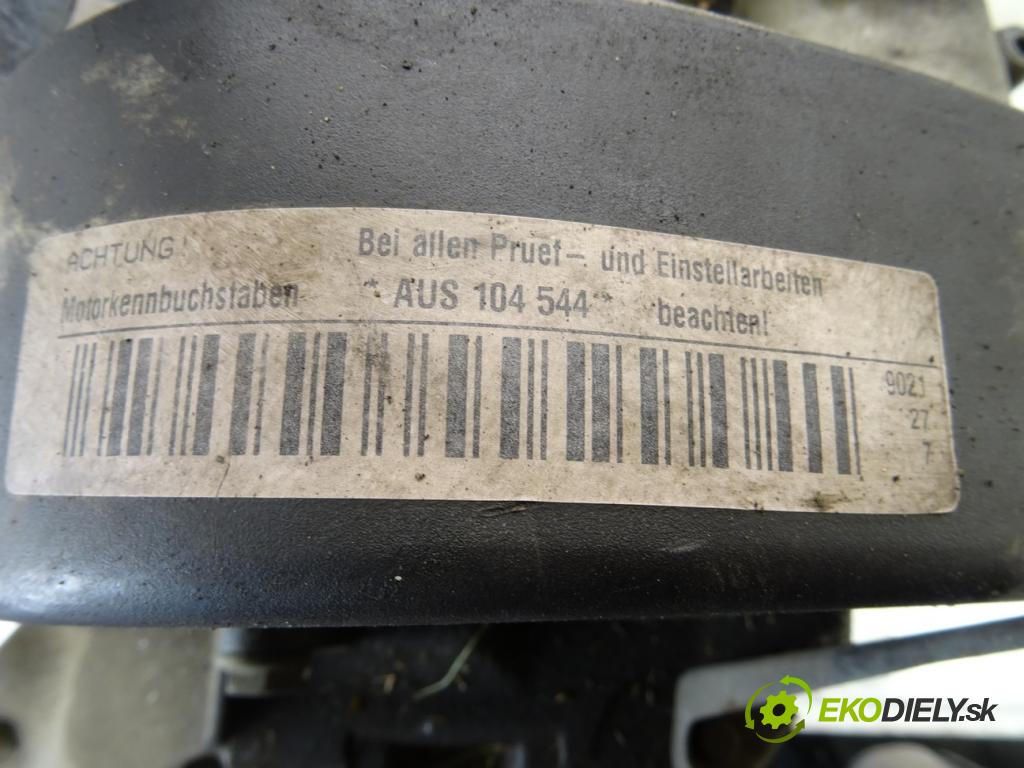 ACHTUNG! Bei allen Pruef- und Einstellarbeiten
Motorkennbuchstaben * AUS 104 544 * beachten!
9021
27
7
EKODIELY.sk